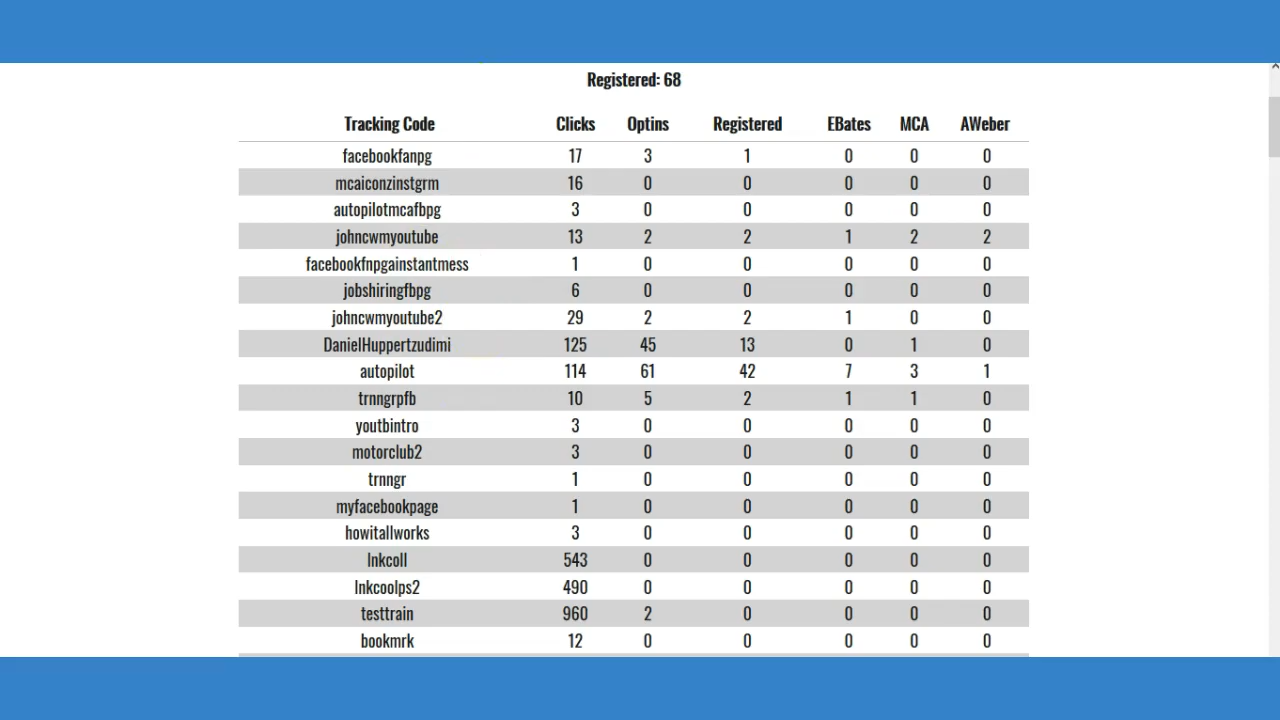 Registered: 68
Tracking Code Clicks Optins Registered EBates MCA AWeber
facebookfanpg 17 3 1 0 0 0
mcaiconzinstgrm 16 0 0 0 0 0
autopilotmcafbpg 3 0 0 0 0 0
johncwmyoutube 13 2 2 1 2 2
facebookfnpgainstantmess 1 0 0 0 0 0
jobshiringfbpg 6 0 0 0 0 0
johncwmyoutube2 29 2 2 1 0 0
DanielHuppertzudimi 125 45 13 0 1 0
autopilot 114 61 42 7 3 1
trnngrpfb 10 5 2 1 1 0
youtbintro 3 0 0 0 0 0
motorclub2 3 0 0 0 0 0
trnngr 1 0 0 0 0 0
myfacebookpage 1 0 0 0 0 0
howitallworks 3 0 0 0 0 0
lnkcoll 543 0 0 0 0 0
lnkcoolps2 490 0 0 0 0 0
testtrain 960 2 0 0 0 0
bookmrk 12 0 0 0 0 0